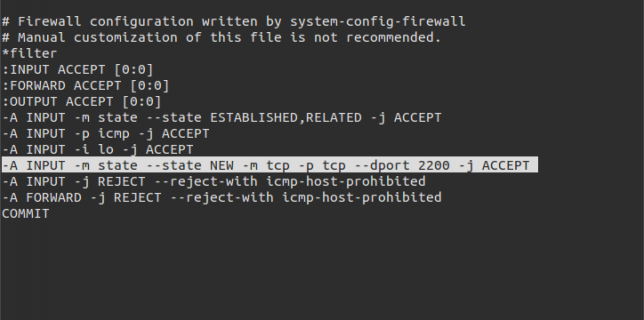 # Firewall configuration written by system-config-firewall
# Manual customization of this file is not recommended.
*filter
:INPUT ACCEPT [0:0]
:FORWARD ACCEPT [0:0]
:OUTPUT ACCEPT [0:0]
-A INPUT -m state --state ESTABLISHED,RELATED -j ACCEPT
-A INPUT -p icmp -j ACCEPT
-A INPUT -i lo -j ACCEPT
-A INPUT -m state --state NEW -m tcp -p tcp --dport 2200 -j ACCEPT
-A INPUT -j REJECT --reject-with icmp-host-prohibited
-A FORWARD -j REJECT --reject-with icmp-host-prohibited
COMMIT